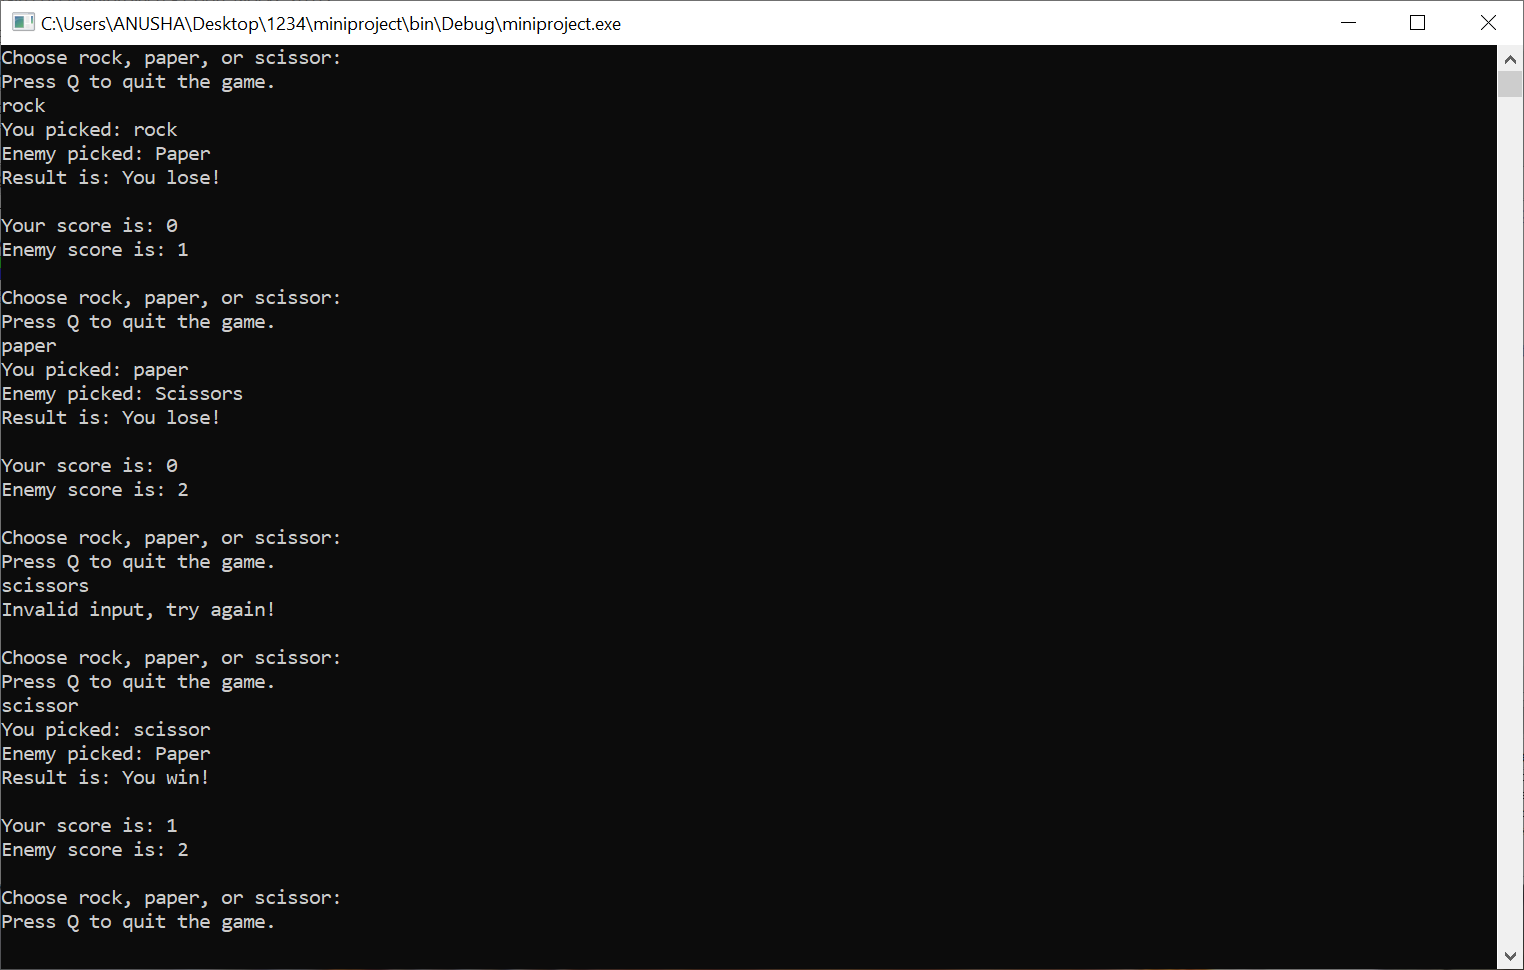 C:\Users\ANUSHA\Desktop\1234\miniproject\bin\Debug\miniproject.exe
Choose rock, paper, or scissor:
Press Q to quit the game.
rock
You picked: rock
Enemy picked: Paper
Result is: You lose!
Your score is: 0
Enemy score is: 1
Choose rock, paper, or scissor:
Press Q to quit the game.
paper
You picked: paper
Enemy picked: Scissors
Result is: You lose!
Your score is: 0
Enemy score is: 2
Choose rock, paper, or scissor:
Press Q to quit the game.
scissors
Invalid input, try again!
Choose rock, paper, or scissor:
Press Q to quit the game.
scissor
You picked: scissor
Enemy picked: Paper
Result is: You win!
Your score is: 1
Enemy score is: 2
Choose rock, paper, or scissor:
Press Q to quit the game.